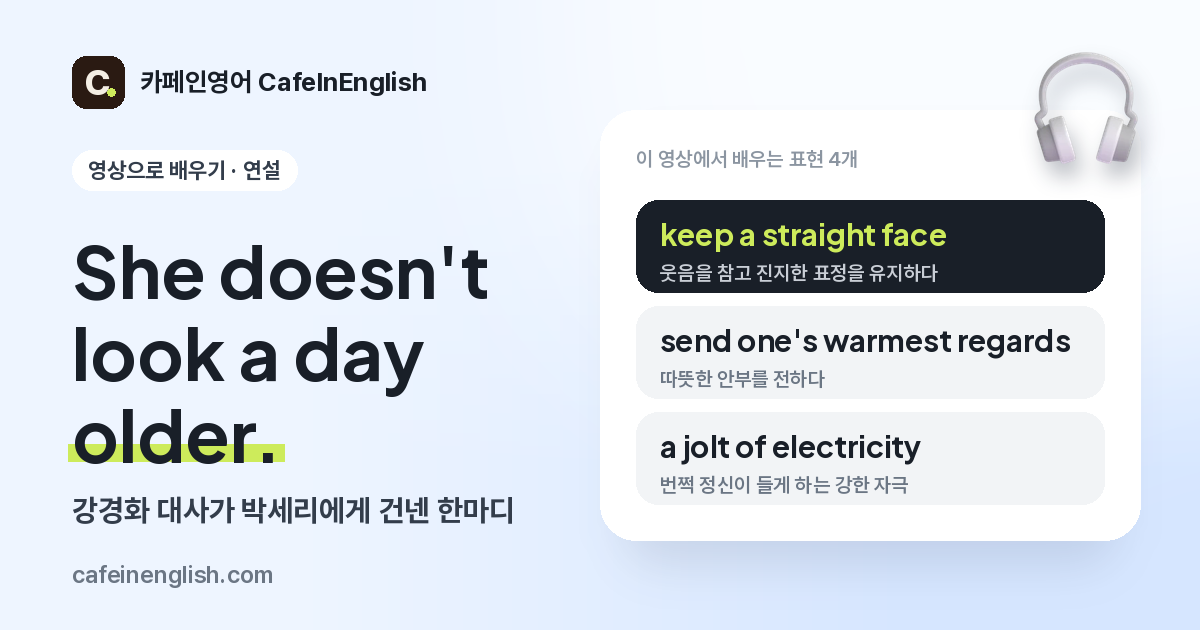 C.
카페인영어 CafeInEnglish
영상으로 배우기 · 연설
She doesn't
look a day
older.
강경화 대사가 박세리에게 건넨 한마디
cafeinenglish.com
이 영상에서 배우는 표현 4개
keep a straight face
웃음을 참고 진지한 표정을 유지하다
send one's warmest regards
따뜻한 안부를 전하다
a jolt of electricity
번쩍 정신이 들게 하는 강한 자극